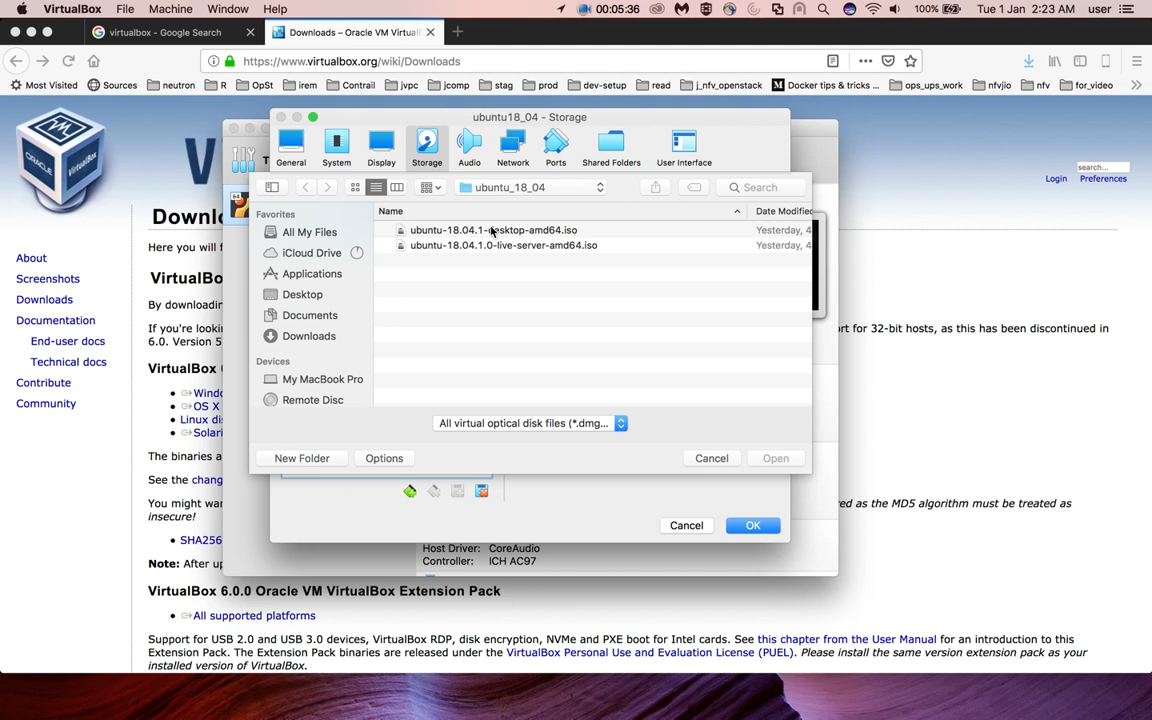 VirtualBox File Machine Window Help 00:05:36 100% Tue 1 Jan 2:23 AM user
virtualbox - Google Search
Downloads – Oracle VM Virtual
https://www.virtualbox.org/wiki/Downloads
Most Visited Sources neutron R OpSt irem Contrail jvpc jcomp stag prod dev-setup read j_nfv_openstack Docker tips & tricks ... ops_ups_work nfvjio nfv for_video
ubuntu18_04 - Storage
General System Display Storage Audio Network Ports Shared Folders User Interface
ubuntu_18_04
Search
Name
Date Modified
ubuntu-18.04.1-desktop-amd64.iso
Yesterday, 4
ubuntu-18.04.1.0-live-server-amd64.iso
Yesterday, 4
Favorites
All My Files
iCloud Drive
Applications
Desktop
Documents
Downloads
Devices
My MacBook Pro
Remote Disc
All virtual optical disk files (*.dmg...
New Folder
Options
Cancel
Open
Cancel
OK
Host Driver: CoreAudio
Controller: ICH AC97
64
V
T
search...
Login Preferences
About
Screenshots
Downloads
Documentation
End-user docs
Technical docs
Contribute
Community
Downl
Here you will f
VirtualBo
By downloadin
If you're lookin
rt for 32-bit hosts, as this has been discontinued in
6.0. Version 5
VirtualBox 
Windo
OS X
Linux dis
Solari
The binaries a
See the chang
You might wan
ed as the MD5 algorithm must be treated as
insecure!
SHA256
Note: After up
VirtualBox 6.0.0 Oracle VM VirtualBox Extension Pack
All supported platforms
Support for USB 2.0 and USB 3.0 devices, VirtualBox RDP, disk encryption, NVMe and PXE boot for Intel cards. See this chapter from the User Manual for an introduction to this
Extension Pack. The Extension Pack binaries are released under the VirtualBox Personal Use and Evaluation License (PUEL). Please install the same version extension pack as your
installed version of VirtualBox.